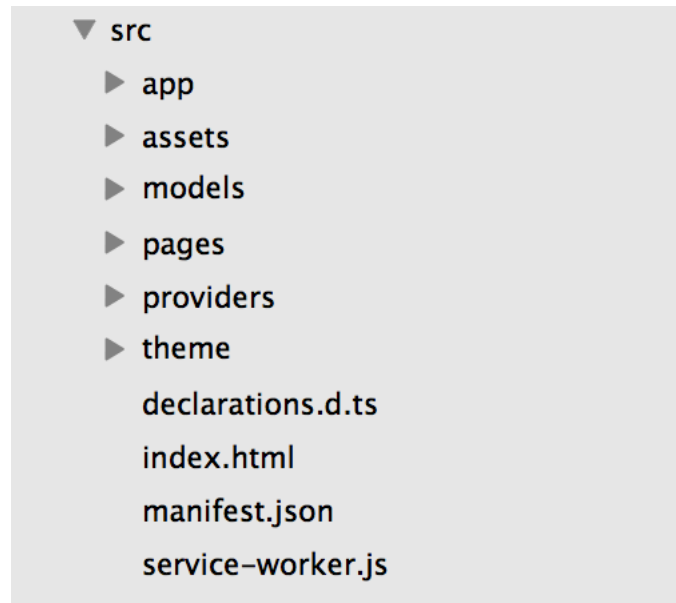 src
app
assets
models
pages
providers
theme
declarations.d.ts
index.html
manifest.json
service-worker.js